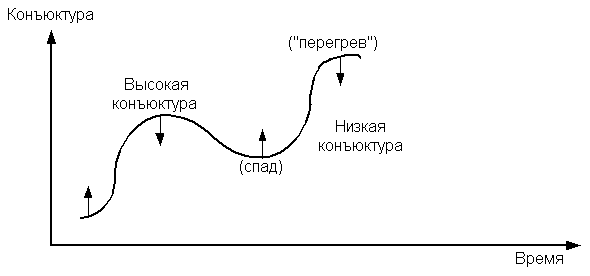 Конъюктура
("перегрев")
Высокая
конъюктура
Низкая
конъюктура
(спад)
Время